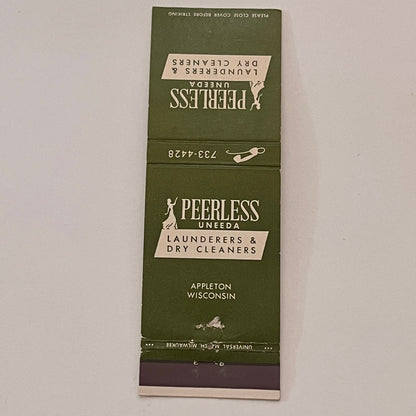 PLEASE CLOSE COVER BEFORE STRIKING
PEERLESS
UNEEDA
LAUNDERERS &
DRY CLEANERS
733-4428
PEERLESS
UNEEDA
LAUNDERERS &
DRY CLEANERS
APPLETON
WISCONSIN
UNIVERSAL MILWAUKEE